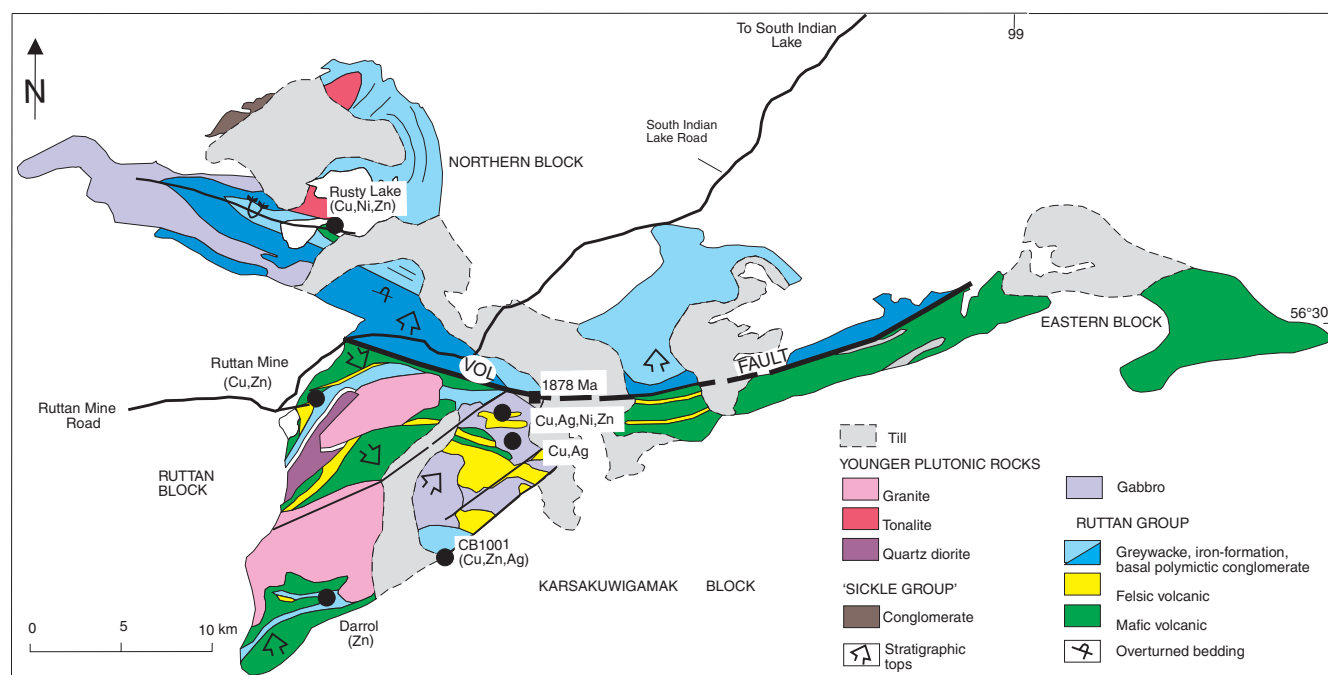 To South Indian
Lake
99
N
South Indian
Lake Road
NORTHERN BLOCK
Rusty Lake
(Cu,Ni,Zn)
56°30
EASTERN BLOCK
Ruttan Mine
(Cu,Zn)
VOL
FAULT
1878 Ma
Ruttan Mine
Road
Cu,Ag,Ni,Zn
Cu,Ag
RUTTAN
BLOCK
CB1001
(Cu,Zn,Ag)
KARSAKUWIGAMAK BLOCK
Darrol
(Zn)
0 5 10 km
Till
YOUNGER PLUTONIC ROCKS
Granite
Tonalite
Quartz diorite
'SICKLE GROUP'
Conglomerate
Stratigraphic
tops
Gabbro
RUTTAN GROUP
Greywacke, iron-formation,
basal polymictic conglomerate
Felsic volcanic
Mafic volcanic
Overturned bedding